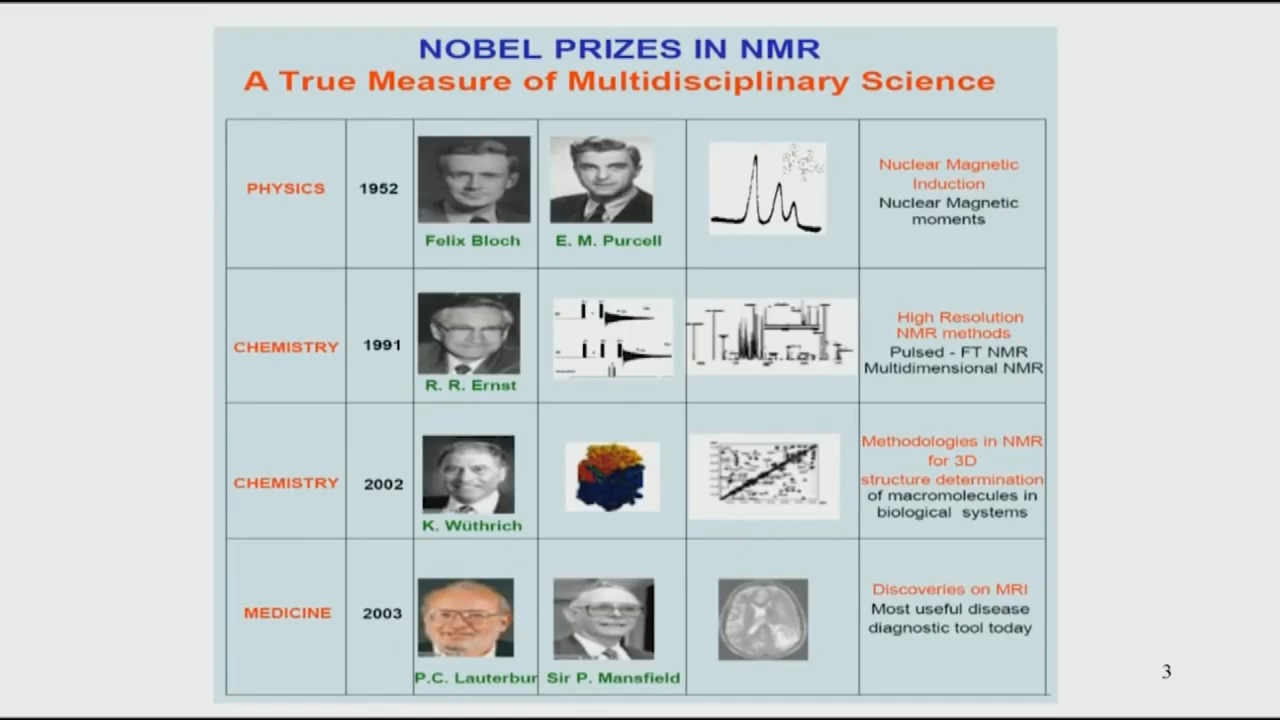 NOBEL PRIZES IN NMR
A True Measure of Multidisciplinary Science
PHYSICS
1952
Felix Bloch
E. M. Purcell
Nuclear Magnetic
Induction
Nuclear Magnetic
moments
CHEMISTRY
1991
R. R. Ernst
High Resolution
NMR methods
Pulsed - FT NMR
Multidimensional NMR
CHEMISTRY
2002
K. Wüthrich
Methodologies in NMR
for 3D
structure determination
of macromolecules in
biological systems
MEDICINE
2003
P.C. Lauterbur
Sir P. Mansfield
Discoveries on MRI
Most useful disease
diagnostic tool today
3